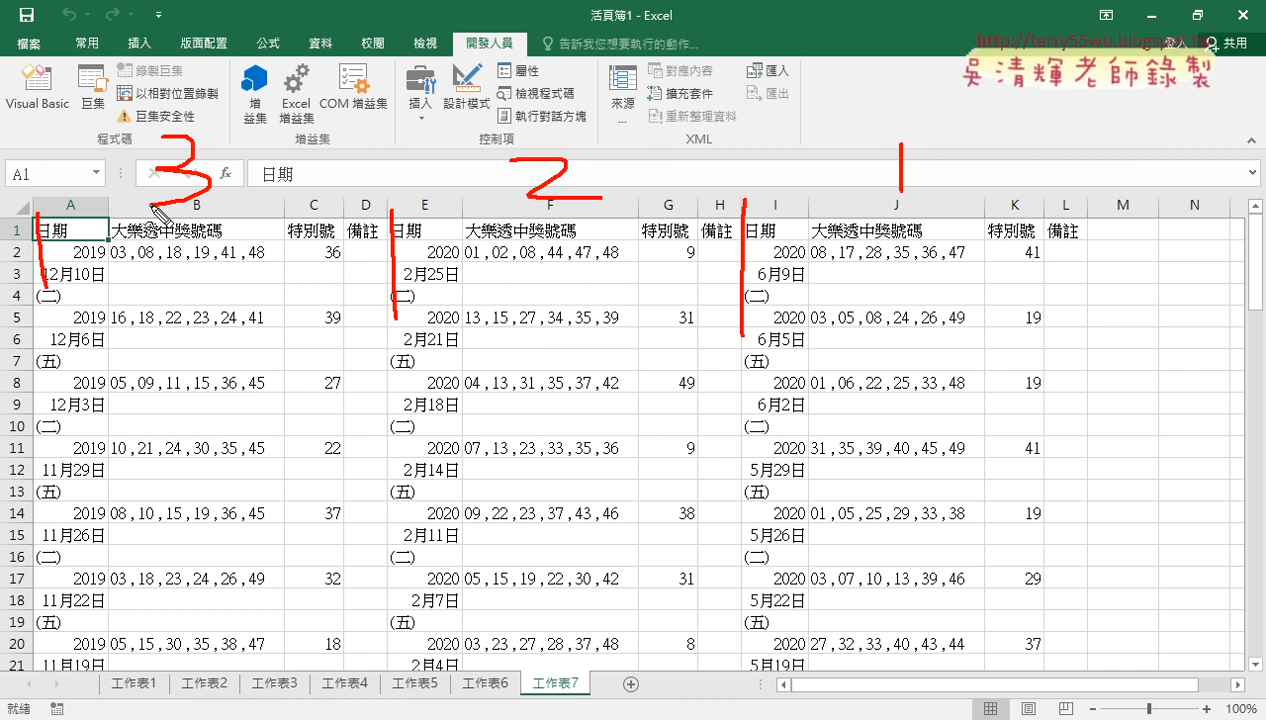 活頁簿1 - Excel
檔案 常用 插入 版面配置 公式 資料 校閱 檢視 開發人員 告訴我您想要執行的動作... 登入 共用
http://terry55wu.blogspot.tw
吳清輝老師錄製
Visual Basic 巨集 錄製巨集 以相對位置錄製 巨集安全性 程式碼
增益集 Excel 增益集 COM 增益集 增益集
插入 設計模式 屬性 檢視程式碼 執行對話方塊 控制項
來源... 對應內容 擴充套件 重新整理資料 匯入 匯出 XML
3 2 1
A1 fx 日期
A B C D E F G H I J K L M N
1 日期 大樂透中獎號碼 特別號 備註 日期 大樂透中獎號碼 特別號 備註 日期 大樂透中獎號碼 特別號 備註
2 2019 03,08,18,19,41,48 36 2020 01,02,08,44,47,48 9 2020 08,17,28,35,36,47 41
3 12月10日 2月25日 6月9日
4 (二) (二) (二)
5 2019 16,18,22,23,24,41 39 2020 13,15,27,34,35,39 31 2020 03,05,08,24,26,49 19
6 12月6日 2月21日 6月5日
7 (五) (五) (五)
8 2019 05,09,11,15,36,45 27 2020 04,13,31,35,37,42 49 2020 01,06,22,25,33,48 19
9 12月3日 2月18日 6月2日
10 (二) (二) (二)
11 2019 10,21,24,30,35,45 22 2020 07,13,23,33,35,36 9 2020 31,35,39,40,45,49 41
12 11月29日 2月14日 5月29日
13 (五) (五) (五)
14 2019 08,10,15,19,36,45 37 2020 09,22,23,37,43,46 38 2020 01,05,25,29,33,38 19
15 11月26日 2月11日 5月26日
16 (二) (二) (二)
17 2019 03,18,23,24,26,49 32 2020 05,15,19,22,30,42 31 2020 03,07,10,13,39,46 29
18 11月22日 2月7日 5月22日
19 (五) (五) (五)
20 2019 05,15,30,35,38,47 18 2020 03,23,27,28,37,48 8 2020 27,32,33,40,43,44 37
21 11月19日 2月4日 5月19日
工作表1 工作表2 工作表3 工作表4 工作表5 工作表6 工作表7
就緒 100%